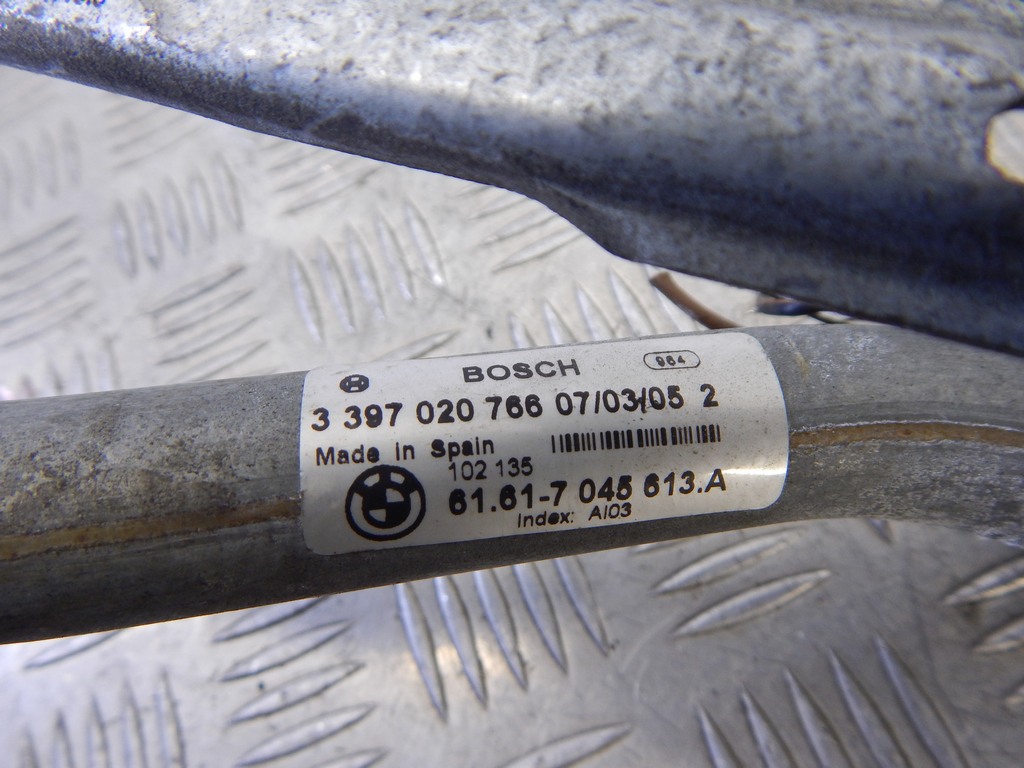 BOSCH 964
3 397 020 766 07/03/05 2
Made in Spain
102 135
61.61-7 045 613.A
Index: AI03